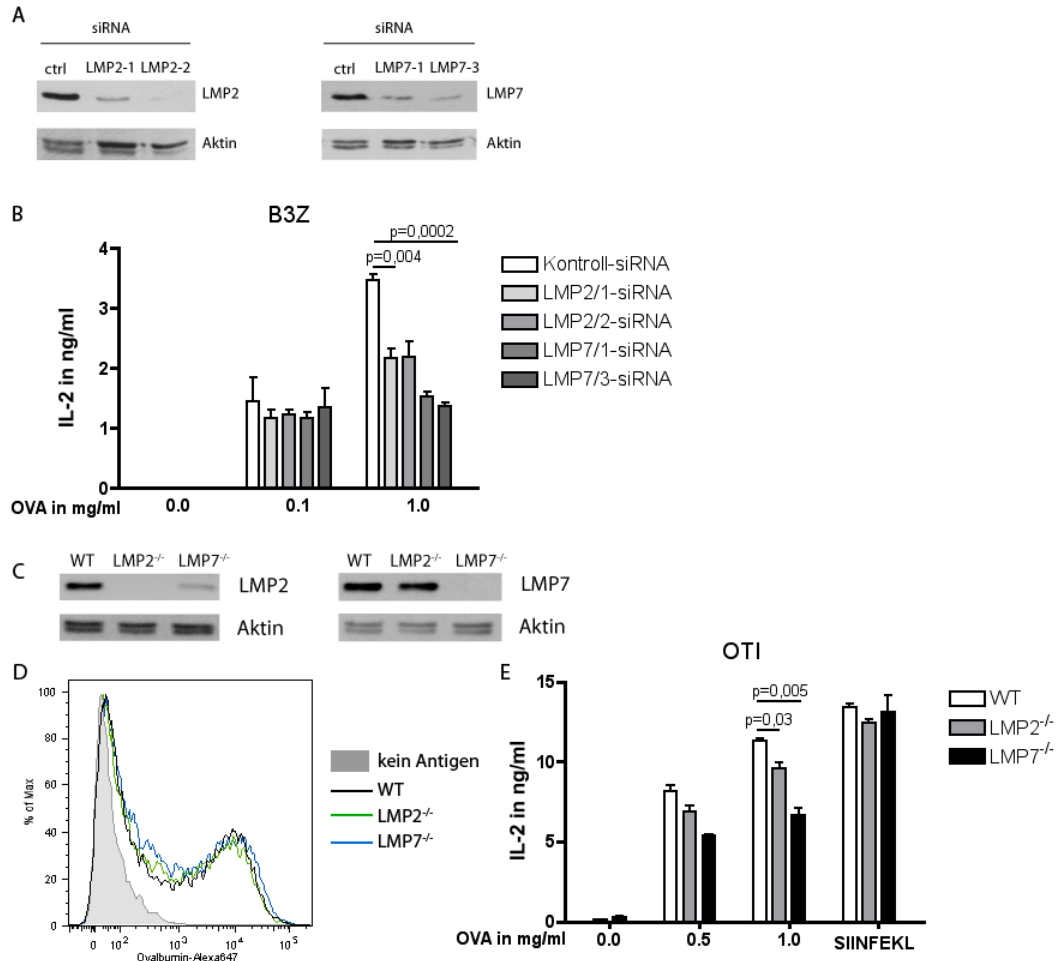 A
siRNA
siRNA
ctrl LMP2-1 LMP2-2
LMP2
Aktin
ctrl LMP7-1 LMP7-3
LMP7
Aktin
B
B3Z
IL-2 in ng/ml
4
3
2
1
0
p=0,0002
p=0,004
OVA in mg/ml 0.0 0.1 1.0
Kontroll-siRNA
LMP2/1-siRNA
LMP2/2-siRNA
LMP7/1-siRNA
LMP7/3-siRNA
C
WT LMP2-/- LMP7-/-
LMP2
Aktin
WT LMP2-/- LMP7-/-
LMP7
Aktin
D
% of Max
100
80
60
40
20
0
0 10² 10³ 10⁴ 10⁵
Ovalbumin-Alexa647
kein Antigen
WT
LMP2-/-
LMP7-/-
E
OTI
IL-2 in ng/ml
15
10
5
0
p=0,005
p=0,03
OVA in mg/ml 0.0 0.5 1.0 SIINFEKL
WT
LMP2-/-
LMP7-/-